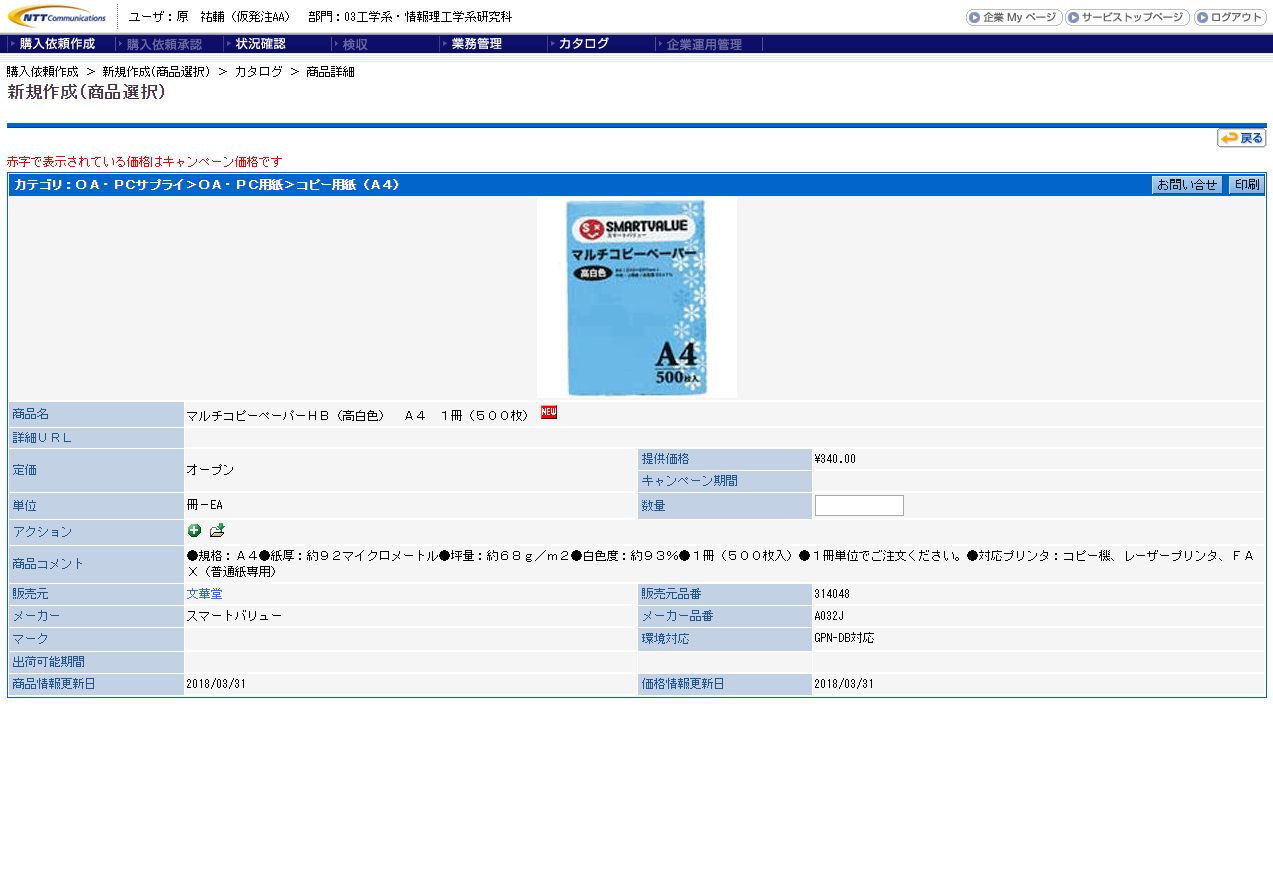 NTT Communications ユーザ：原　祐輔（仮発注AA）　部門：03工学系・情報理工学系研究科 企業 My ページ サービストップページ ログアウト
購入依頼作成 購入依頼承認 状況確認 検収 業務管理 カタログ 企業運用管理
購入依頼作成 ＞ 新規作成(商品選択) ＞ カタログ ＞ 商品詳細
新規作成(商品選択)
戻る
赤字で表示されている価格はキャンペーン価格です
カテゴリ：ＯＡ・ＰＣサプライ＞ＯＡ・ＰＣ用紙＞コピー用紙（Ａ４） お問い合せ 印刷
SMARTVALUE
スマートバリュー
マルチコピーペーパー
高白色
A4
500枚入
商品名 マルチコピーペーパーＨＢ（高白色）　Ａ４　１冊（５００枚） NEW
詳細ＵＲＬ
定価 オープン 提供価格 ¥340.00
キャンペーン期間
単位 冊－EA 数量
アクション
商品コメント ●規格：Ａ４●紙厚：約９２マイクロメートル●坪量：約６８ｇ／ｍ２●白色度：約９３％●１冊（５００枚入）●１冊単位でご注文ください。●対応プリンタ：コピー機、レーザープリンタ、ＦＡ
Ｘ（普通紙専用）
販売元 文華堂 販売元品番 314048
メーカー スマートバリュー メーカー品番 A032J
マーク 環境対応 GPN-DB対応
出荷可能期間
商品情報更新日 2018/03/31 価格情報更新日 2018/03/31